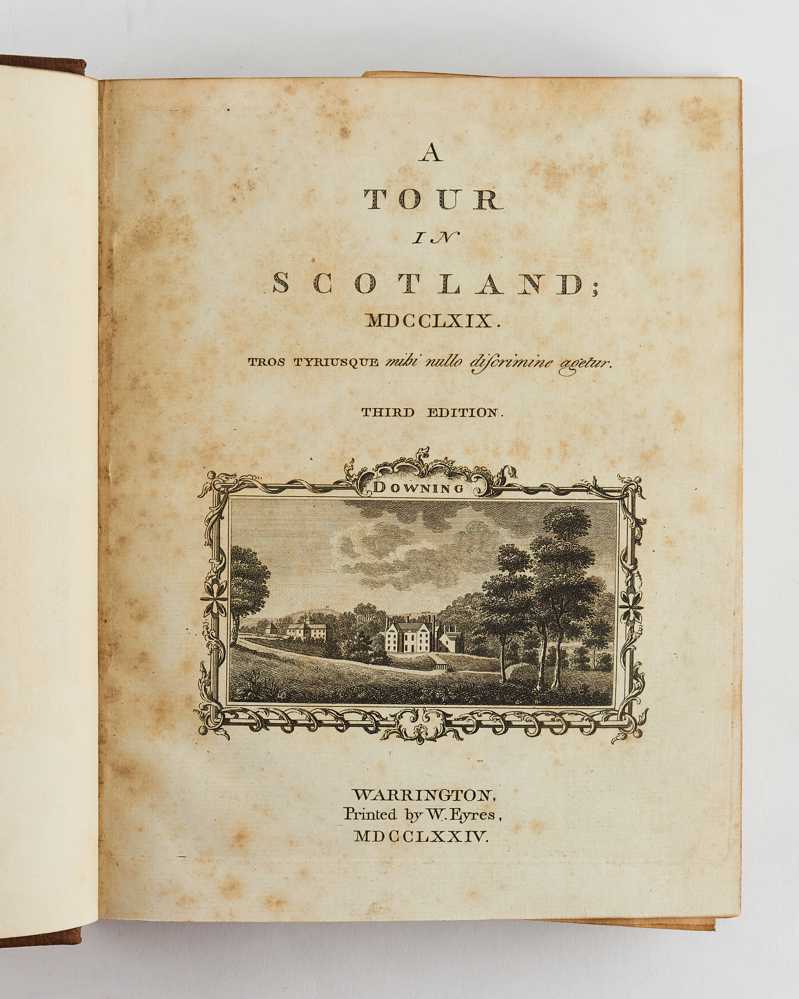 A
TOUR
IN
SCOTLAND;
MDCCLXIX.
TROS TYRIUSQUE mihi nullo diſcrimine agetur.
THIRD EDITION.
DOWNING
WARRINGTON,
Printed by W. Eyres,
MDCCLXXIV.